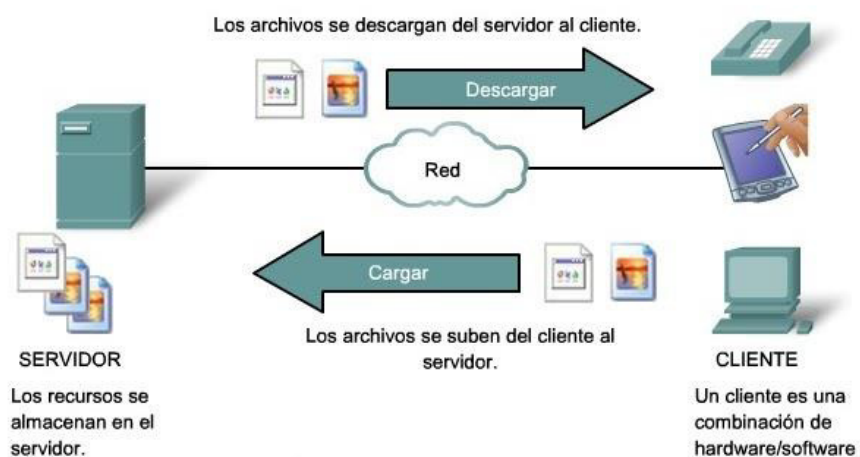 Los archivos se descargan del servidor al cliente.
Descargar
Red
Cargar
Los archivos se suben del cliente al
servidor.
SERVIDOR
Los recursos se
almacenan en el
servidor.
CLIENTE
Un cliente es una
combinación de
hardware/software